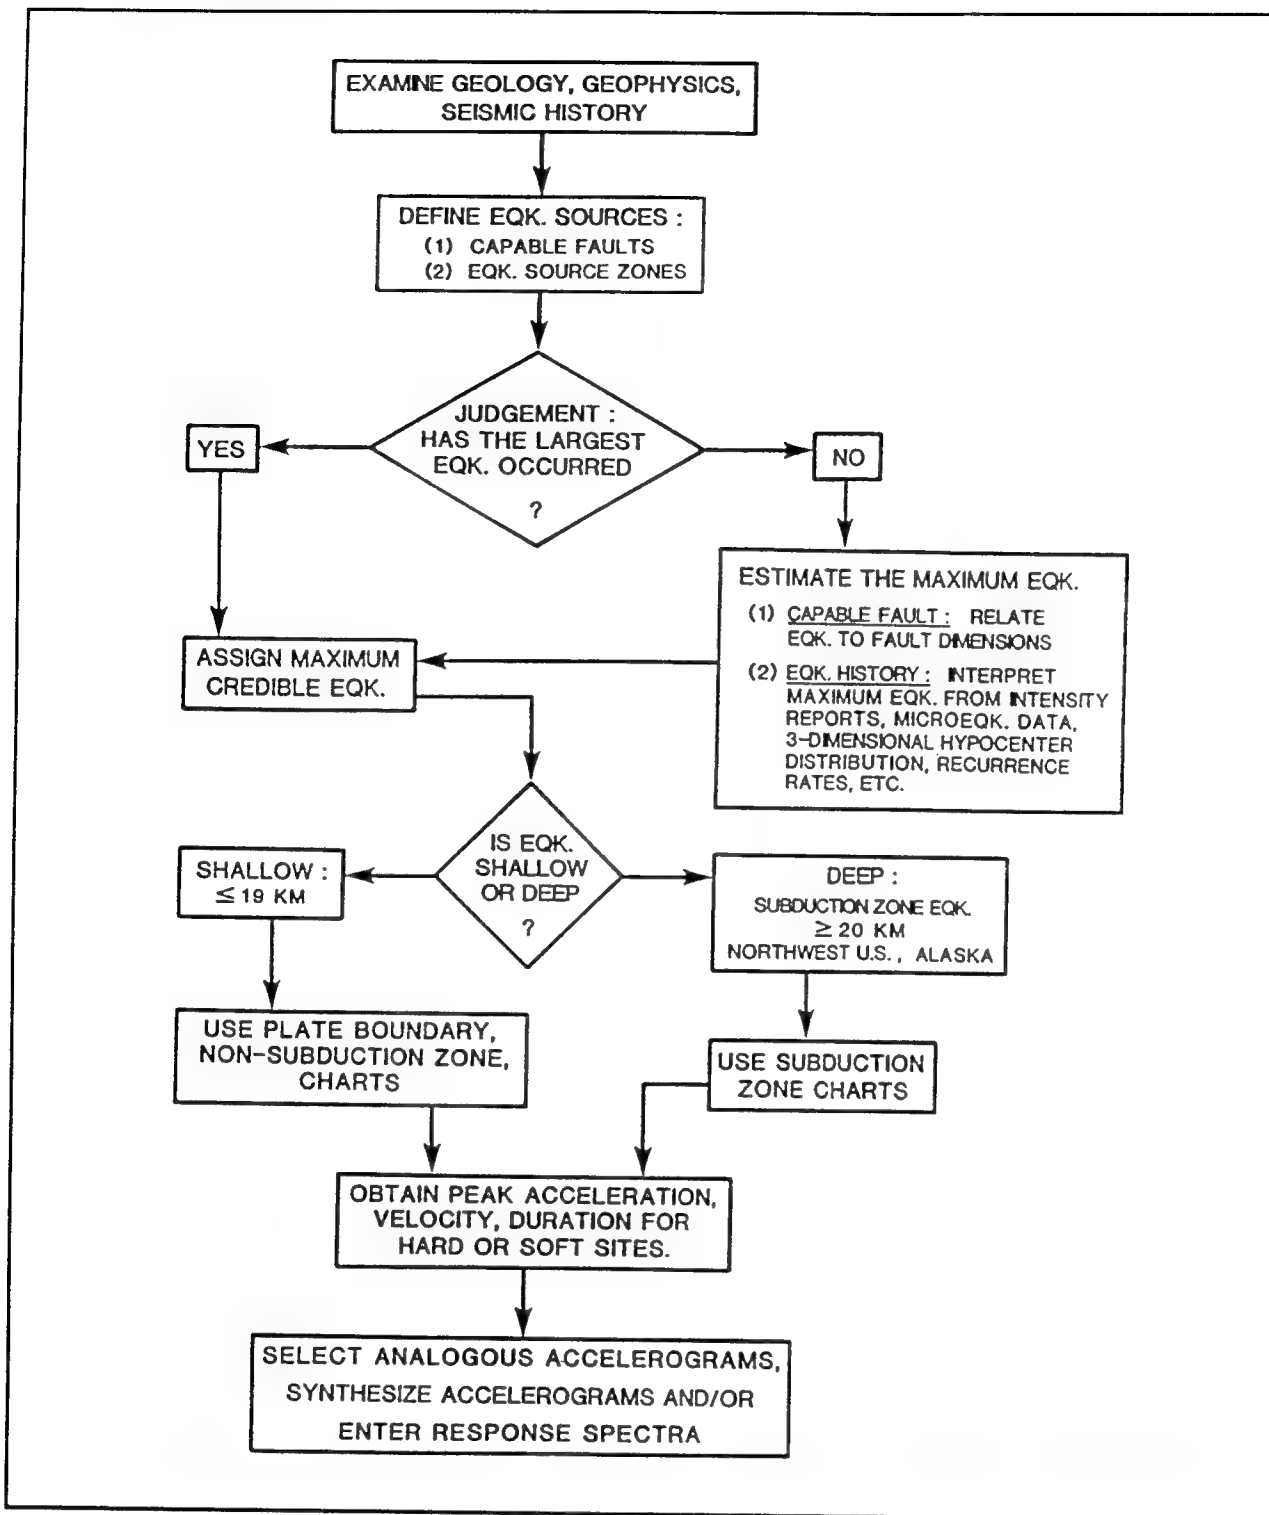 EXAMINE GEOLOGY, GEOPHYSICS,
SEISMIC HISTORY
DEFINE EQK. SOURCES :
(1) CAPABLE FAULTS
(2) EQK. SOURCE ZONES
JUDGEMENT :
HAS THE LARGEST
EQK. OCCURRED
?
YES
NO
ESTIMATE THE MAXIMUM EQK.
(1) CAPABLE FAULT : RELATE
EQK. TO FAULT DIMENSIONS
(2) EQK. HISTORY : INTERPRET
MAXIMUM EQK. FROM INTENSITY
REPORTS, MICROEQK. DATA,
3-DIMENSIONAL HYPOCENTER
DISTRIBUTION, RECURRENCE
RATES, ETC.
ASSIGN MAXIMUM
CREDIBLE EQK.
IS EQK.
SHALLOW
OR DEEP
?
SHALLOW :
≤ 19 KM
DEEP :
SUBDUCTION ZONE EQK.
≥ 20 KM
NORTHWEST U.S., ALASKA
USE PLATE BOUNDARY,
NON-SUBDUCTION ZONE,
CHARTS
USE SUBDUCTION
ZONE CHARTS
OBTAIN PEAK ACCELERATION,
VELOCITY, DURATION FOR
HARD OR SOFT SITES.
SELECT ANALOGOUS ACCELEROGRAMS,
SYNTHESIZE ACCELEROGRAMS AND/OR
ENTER RESPONSE SPECTRA